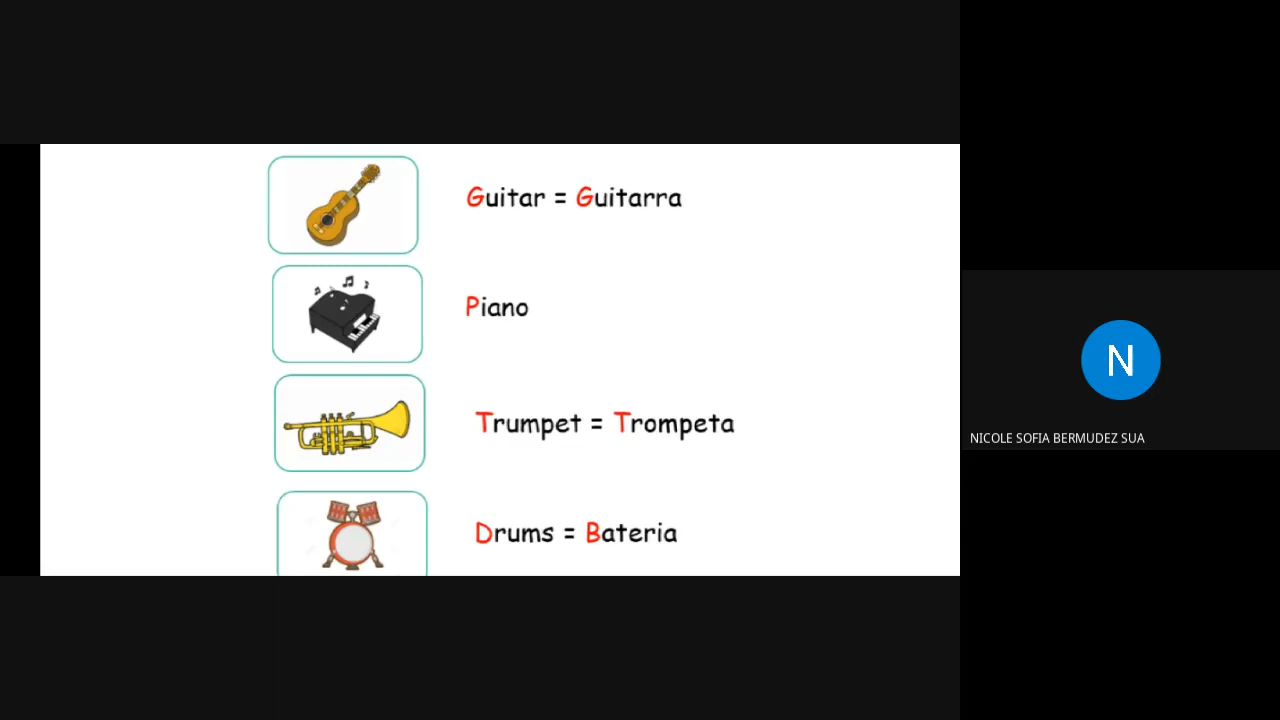 Guitar = Guitarra
Piano
Trumpet = Trompeta
Drums = Bateria
N
NICOLE SOFIA BERMUDEZ SUA